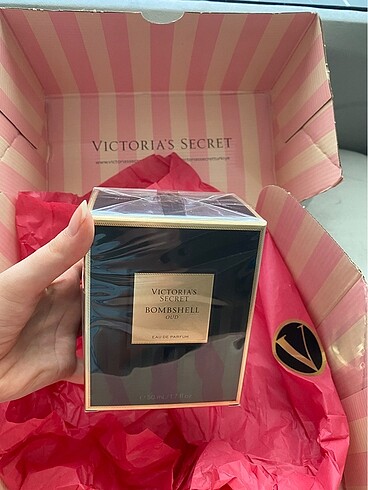 VICTORIA'S SECRET
VICTORIA'S
SECRET
BOMBSHELL
OUD
EAU DE PARFUM